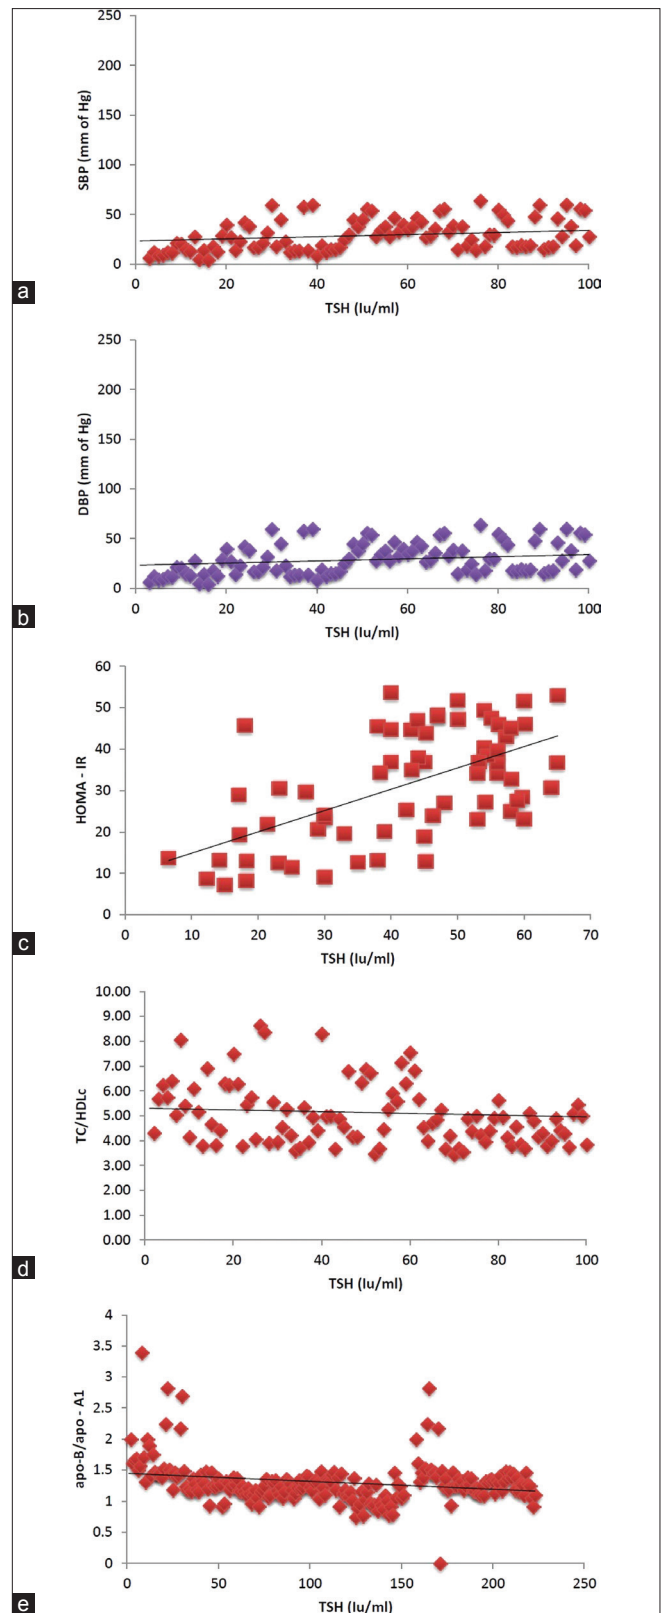 250
200
150
100
50
0
SBP (mm of Hg)
0 20 40 60 80 100
TSH (Iu/ml)
a
250
200
150
100
50
0
DBP (mm of Hg)
0 20 40 60 80 100
TSH (Iu/ml)
b
60
50
40
30
20
10
0
HOMA - IR
0 10 20 30 40 50 60 70
TSH (Iu/ml)
c
10.00
9.00
8.00
7.00
6.00
5.00
4.00
3.00
2.00
1.00
0.00
TC/HDLc
0 20 40 60 80 100
TSH (Iu/ml)
d
4
3.5
3
2.5
2
1.5
1
0.5
0
apo-B/apo - A1
0 50 100 150 200 250
TSH (Iu/ml)
e